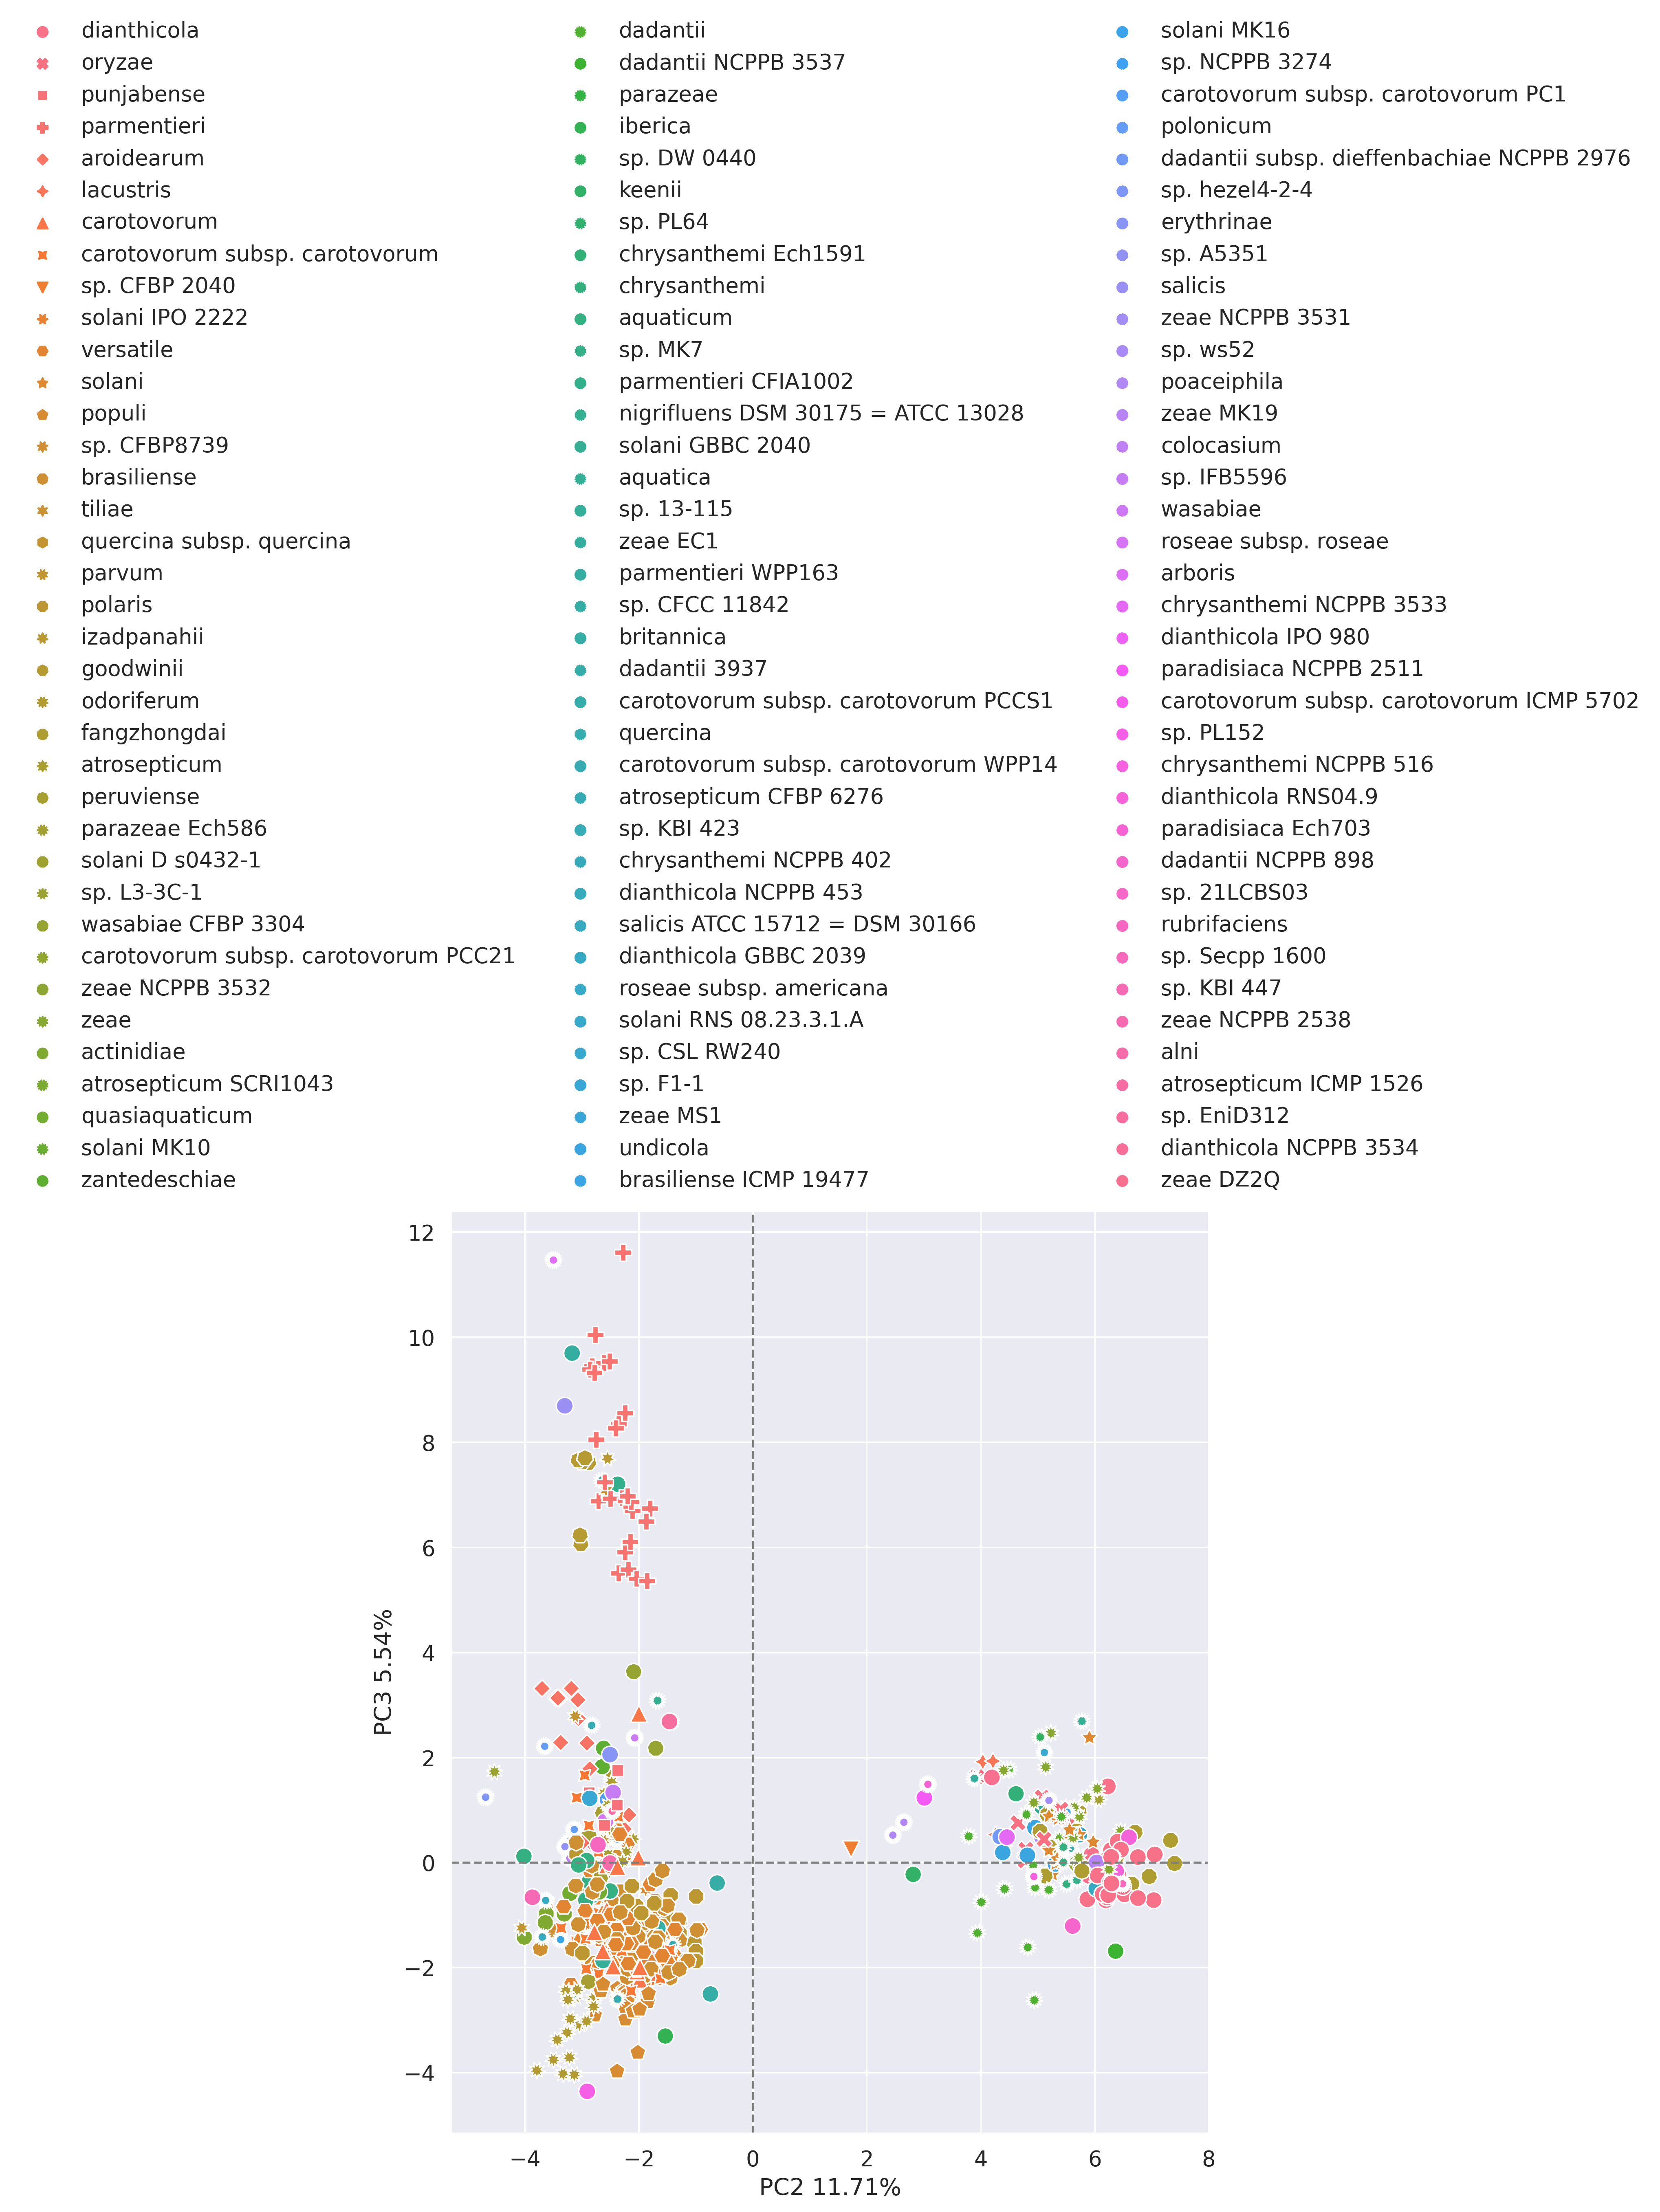 dianthicola
oryzae
punjabense
parmentieri
aroidearum
lacustris
carotovorum
carotovorum subsp. carotovorum
sp. CFBP 2040
solani IPO 2222
versatile
solani
populi
sp. CFBP8739
brasiliense
tiliae
quercina subsp. quercina
parvum
polaris
izadpanahii
goodwinii
odoriferum
fangzhongdai
atrosepticum
peruviense
parazeae Ech586
solani D s0432-1
sp. L3-3C-1
wasabiae CFBP 3304
carotovorum subsp. carotovorum PCC21
zeae NCPPB 3532
zeae
actinidiae
atrosepticum SCRI1043
quasiaquaticum
solani MK10
zantedeschiae
dadantii
dadantii NCPPB 3537
parazeae
iberica
sp. DW 0440
keenii
sp. PL64
chrysanthemi Ech1591
chrysanthemi
aquaticum
sp. MK7
parmentieri CFIA1002
nigrifluens DSM 30175 = ATCC 13028
solani GBBC 2040
aquatica
sp. 13-115
zeae EC1
parmentieri WPP163
sp. CFCC 11842
britannica
dadantii 3937
carotovorum subsp. carotovorum PCCS1
quercina
carotovorum subsp. carotovorum WPP14
atrosepticum CFBP 6276
sp. KBI 423
chrysanthemi NCPPB 402
dianthicola NCPPB 453
salicis ATCC 15712 = DSM 30166
dianthicola GBBC 2039
roseae subsp. americana
solani RNS 08.23.3.1.A
sp. CSL RW240
sp. F1-1
zeae MS1
undicola
brasiliense ICMP 19477
solani MK16
sp. NCPPB 3274
carotovorum subsp. carotovorum PC1
polonicum
dadantii subsp. dieffenbachiae NCPPB 2976
sp. hezel4-2-4
erythrinae
sp. A5351
salicis
zeae NCPPB 3531
sp. ws52
poaceiphila
zeae MK19
colocasium
sp. IFB5596
wasabiae
roseae subsp. roseae
arboris
chrysanthemi NCPPB 3533
dianthicola IPO 980
paradisiaca NCPPB 2511
carotovorum subsp. carotovorum ICMP 5702
sp. PL152
chrysanthemi NCPPB 516
dianthicola RNS04.9
paradisiaca Ech703
dadantii NCPPB 898
sp. 21LCBS03
rubrifaciens
sp. Secpp 1600
sp. KBI 447
zeae NCPPB 2538
alni
atrosepticum ICMP 1526
sp. EniD312
dianthicola NCPPB 3534
zeae DZ2Q
12
10
8
6
4
2
0
−2
−4
PC3 5.54%
−4
−2
0
2
4
6
8
PC2 11.71%